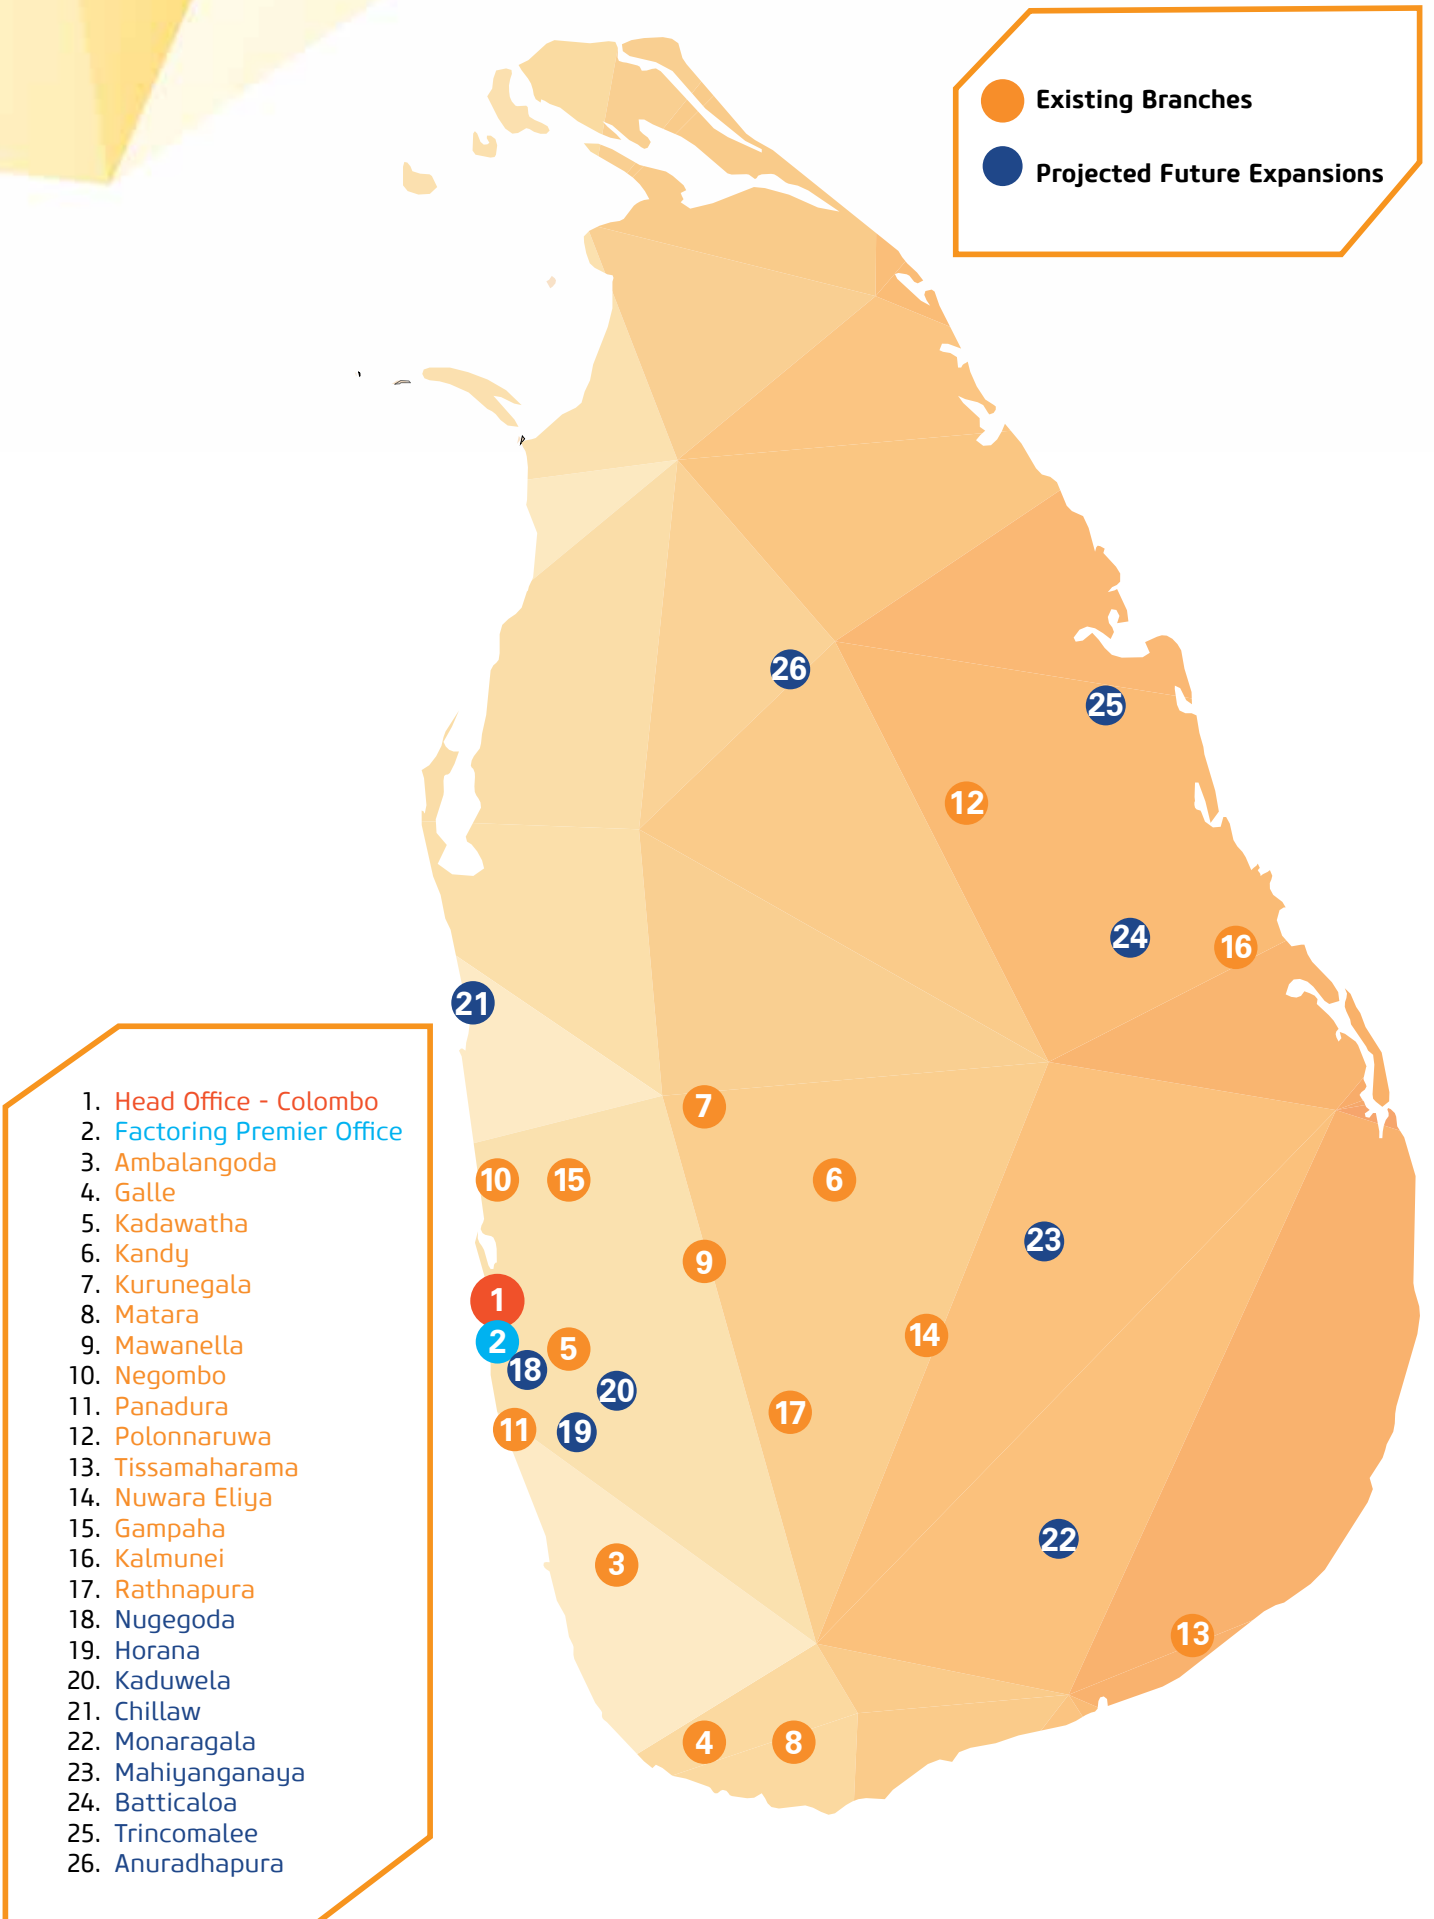 Existing Branches
Projected Future Expansions
26
25
12
24
16
21
7
10
15
6
23
9
1
2
5
14
18
20
17
11
19
22
3
13
4
8
1. Head Office - Colombo
2. Factoring Premier Office
3. Ambalangoda
4. Galle
5. Kadawatha
6. Kandy
7. Kurunegala
8. Matara
9. Mawanella
10. Negombo
11. Panadura
12. Polonnaruwa
13. Tissamaharama
14. Nuwara Eliya
15. Gampaha
16. Kalmunei
17. Rathnapura
18. Nugegoda
19. Horana
20. Kaduwela
21. Chillaw
22. Monaragala
23. Mahiyanganaya
24. Batticaloa
25. Trincomalee
26. Anuradhapura